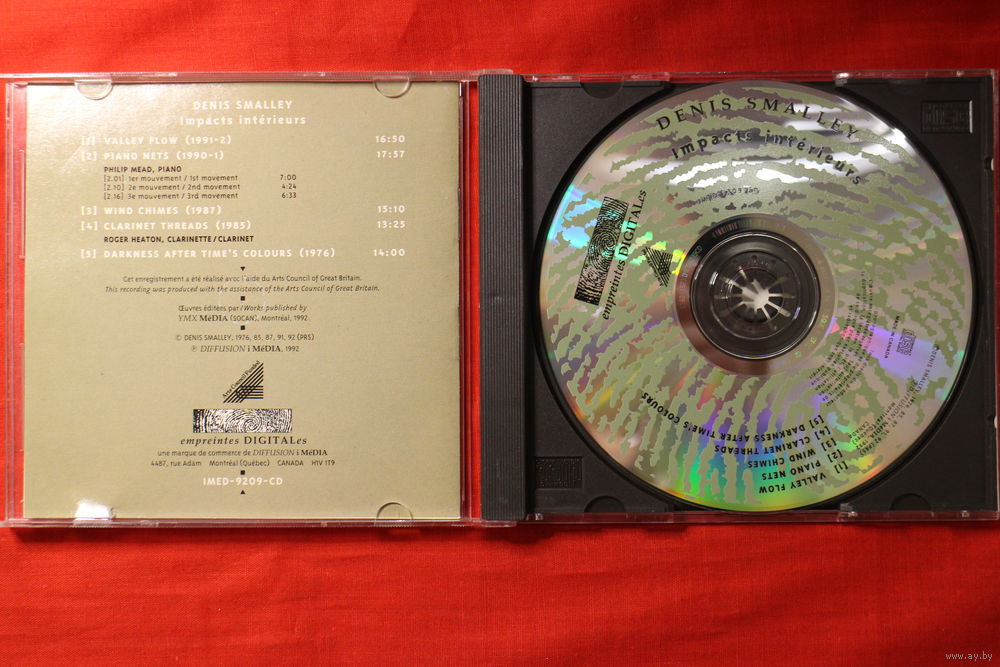 DENIS SMALLEY
impacts intérieurs
[1] VALLEY FLOW (1991-2) 16:50
[2] PIANO NETS (1990-1) 17:57
PHILIP MEAD, PIANO
[2.01] 1er mouvement / 1st movement 7:00
[2.10] 2e mouvement / 2nd movement 4:24
[2.16] 3e mouvement / 3rd movement 6:33
[3] WIND CHIMES (1987) 15:10
[4] CLARINET THREADS (1985) 13:25
ROGER HEATON, CLARINETTE / CLARINET
[5] DARKNESS AFTER TIME'S COLOURS (1976) 14:00
Cet enregistrement a été réalisé avec l'aide du Arts Council of Great Britain.
This recording was produced with the assistance of the Arts Council of Great Britain.
Œuvres éditées par / Works published by
YMX MéDIA (SOCAN), Montréal, 1992
© DENIS SMALLEY, 1976, 85, 87, 91, 92 (PRS)
℗ DIFFUSION i MéDIA, 1992
Arts Council Funded
empreintes DIGITALes
une marque de commerce de DIFFUSION i MéDIA
4487, rue Adam Montréal (Québec) CANADA H1V 1T9
IMED-9209-CD
DENIS SMALLEY
impacts intérieurs
empreintes DIGITALes
MADE IN CANADA
[1] VALLEY FLOW
[2] PIANO NETS
[3] WIND CHIMES
[4] CLARINET THREADS
[5] DARKNESS AFTER TIME'S COLOURS
www.ay.by